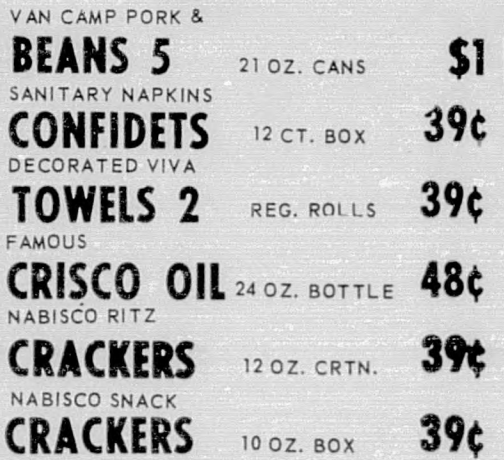 VAN CAMP PORK &
BEANS 5 21 OZ. CANS $1
SANITARY NAPKINS
CONFIDETS 12 CT. BOX 39¢
DECORATED VIVA
TOWELS 2 REG. ROLLS 39¢
FAMOUS
CRISCO OIL 24 OZ. BOTTLE 48¢
NABISCO RITZ
CRACKERS 12 OZ. CRTN. 39¢
NABISCO SNACK
CRACKERS 10 OZ. BOX 39¢